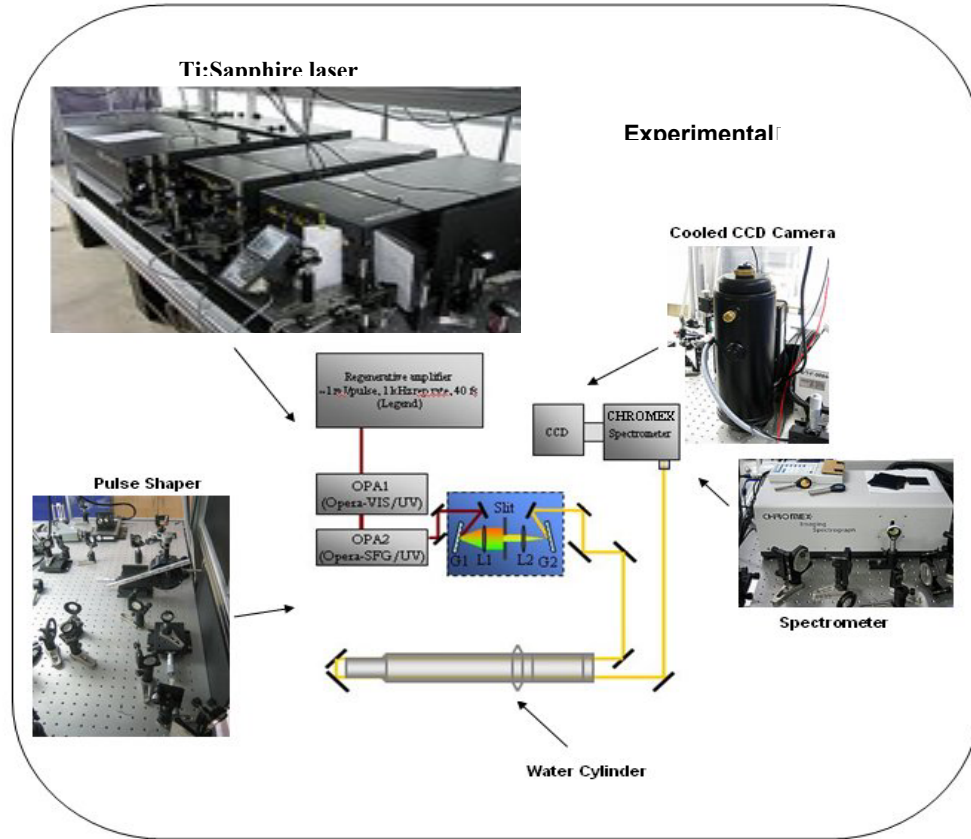 Ti:Sapphire laser
Experimental
Cooled CCD Camera
Regenerative amplifier
~1mJ/pulse, 1kHz rep rate, 40 fs
(Legend)
CCD
CHROMEX
Spectrometer
Pulse Shaper
OPA1
(Opera-VIS/UV)
OPA2
(Opera-SFG/UV)
Slit
G1
L1
L2
G2
CHROMEX
Imaging
Spectrograph
Spectrometer
Water Cylinder